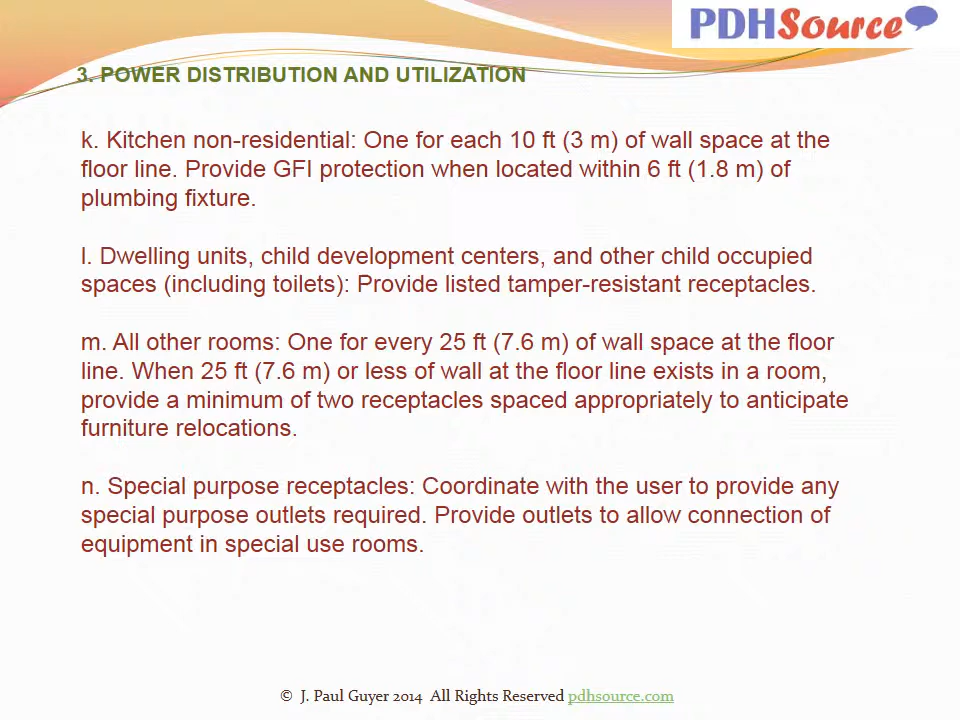 PDHSource
3. POWER DISTRIBUTION AND UTILIZATION
k. Kitchen non-residential: One for each 10 ft (3 m) of wall space at the
floor line. Provide GFI protection when located within 6 ft (1.8 m) of
plumbing fixture.
l. Dwelling units, child development centers, and other child occupied
spaces (including toilets): Provide listed tamper-resistant receptacles.
m. All other rooms: One for every 25 ft (7.6 m) of wall space at the floor
line. When 25 ft (7.6 m) or less of wall at the floor line exists in a room,
provide a minimum of two receptacles spaced appropriately to anticipate
furniture relocations.
n. Special purpose receptacles: Coordinate with the user to provide any
special purpose outlets required. Provide outlets to allow connection of
equipment in special use rooms.
© J. Paul Guyer 2014 All Rights Reserved pdhsource.com